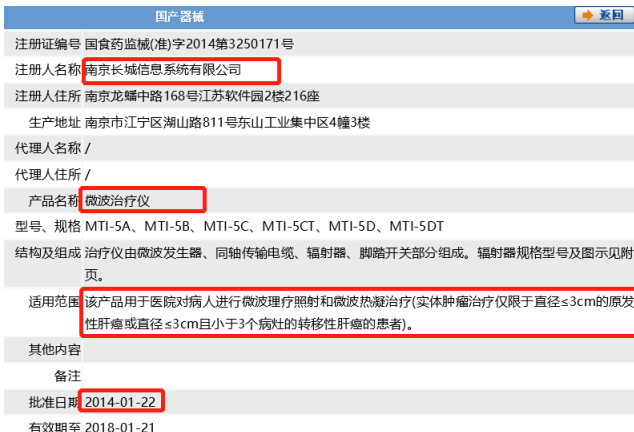 国产器械
返回
注册证编号 国食药监械(准)字2014第3250171号
注册人名称 南京长城信息系统有限公司
注册人住所 南京龙蟠中路168号江苏软件园2楼216座
生产地址 南京市江宁区湖山路811号东山工业集中区4幢3楼
代理人名称 /
代理人住所 /
产品名称 微波治疗仪
型号、规格 MTI-5A、MTI-5B、MTI-5C、MTI-5CT、MTI-5D、MTI-5DT
结构及组成 治疗仪由微波发生器、同轴传输电缆、辐射器、脚踏开关部分组成。辐射器规格型号及图示见附
页。
适用范围 该产品用于医院对病人进行微波理疗照射和微波热凝治疗(实体肿瘤治疗仅限于直径≤3cm的原发
性肝癌或直径≤3cm且小于3个病灶的转移性肝癌的患者)。
其他内容
备注
批准日期 2014-01-22
有效期至 2018-01-21